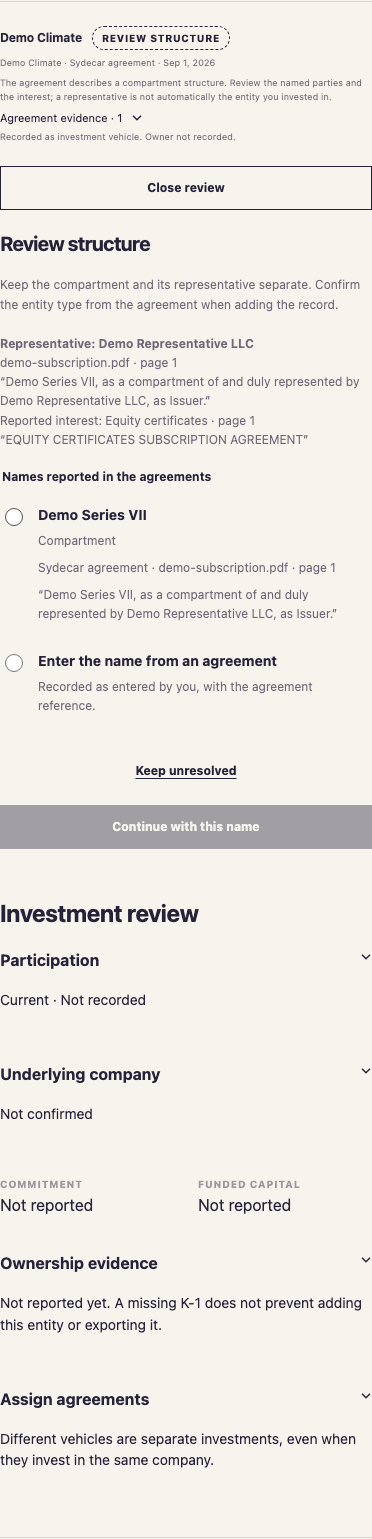 Demo Climate REVIEW STRUCTURE
Demo Climate · Sydecar agreement · Sep 1, 2026
The agreement describes a compartment structure. Review the named parties and
the interest; a representative is not automatically the entity you invested in.
Agreement evidence · 1
Recorded as investment vehicle. Owner not recorded.
Close review
Review structure
Keep the compartment and its representative separate. Confirm
the entity type from the agreement when adding the record.
Representative: Demo Representative LLC
demo-subscription.pdf · page 1
“Demo Series VII, as a compartment of and duly represented by
Demo Representative LLC, as Issuer.”
Reported interest: Equity certificates · page 1
“EQUITY CERTIFICATES SUBSCRIPTION AGREEMENT”
Names reported in the agreements
Demo Series VII
Compartment
Sydecar agreement · demo-subscription.pdf · page 1
“Demo Series VII, as a compartment of and duly
represented by Demo Representative LLC, as Issuer.”
Enter the name from an agreement
Recorded as entered by you, with the agreement
reference.
Keep unresolved
Continue with this name
Investment review
Participation
Current · Not recorded
Underlying company
Not confirmed
COMMITMENT FUNDED CAPITAL
Not reported Not reported
Ownership evidence
Not reported yet. A missing K-1 does not prevent adding
this entity or exporting it.
Assign agreements
Different vehicles are separate investments, even when
they invest in the same company.